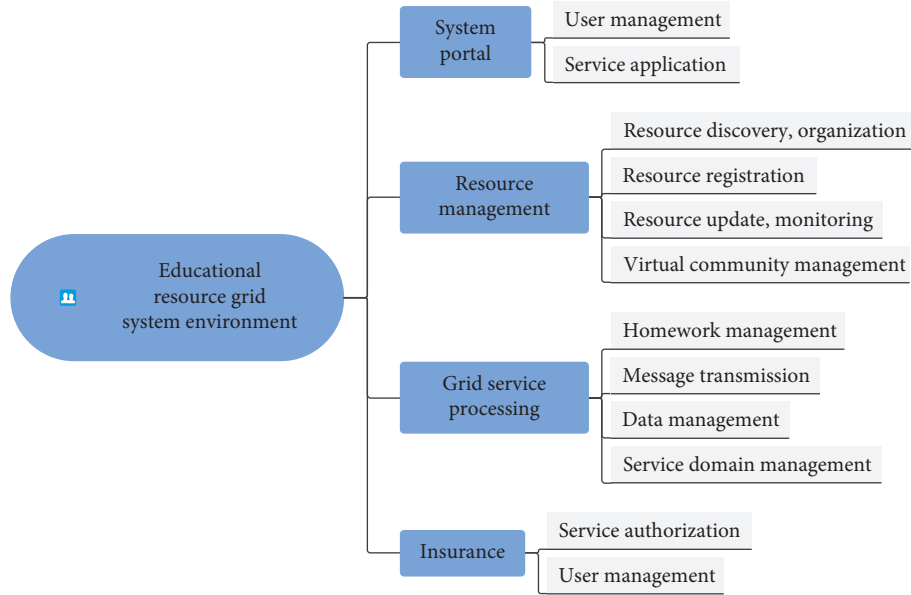 Educational
resource grid
system environment
System
portal
User management
Service application
Resource
management
Resource discovery, organization
Resource registration
Resource update, monitoring
Virtual community management
Grid service
processing
Homework management
Message transmission
Data management
Service domain management
Insurance
Service authorization
User management